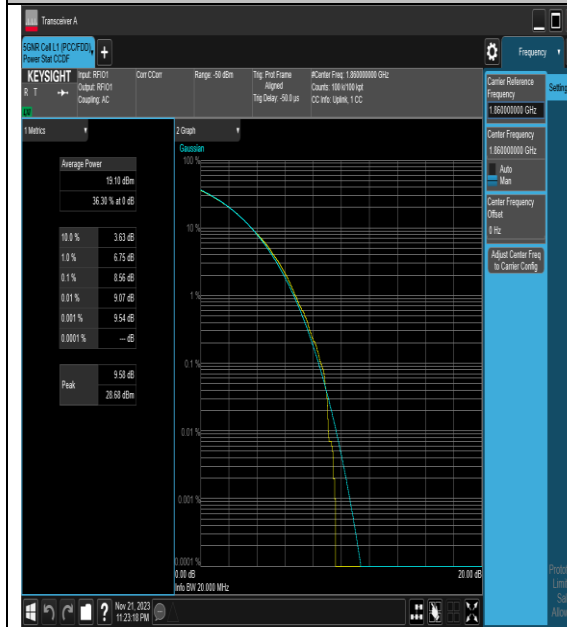 Transceiver A
5GNR Cell L1 (PCC/FDD),
Power Stat CCDF
Frequency
KEYSIGHT
R T
Input: RFIO1
Output: RFIO1
Coupling: AC
Corr CCorr
Range: -50 dBm
Trig: Prot Frame
Aligned
Trig Delay: -50.0 µs
#Center Freq: 1.860000000 GHz
Counts: 100 k/100 kpt
CC Info: Uplink, 1 CC
1 Metrics
Average Power
19.10 dBm
36.30 % at 0 dB
10.0 % 3.63 dB
1.0 % 6.75 dB
0.1 % 8.56 dB
0.01 % 9.07 dB
0.001 % 9.54 dB
0.0001 % --- dB
Peak
9.58 dB
28.68 dBm
2 Graph
Gaussian
100 %
10 %
1 %
0.1 %
0.01 %
0.001 %
0.0001 %
0.00 dB
20.00 dB
Info BW 20.000 MHz
Carrier Reference
Frequency
1.860000000 GHz
Center Frequency
1.860000000 GHz
Auto
Man
Center Frequency
Offset
0 Hz
Adjust Center Freq
to Carrier Config
Setting
Nov 21, 2023
11:23:18 PM